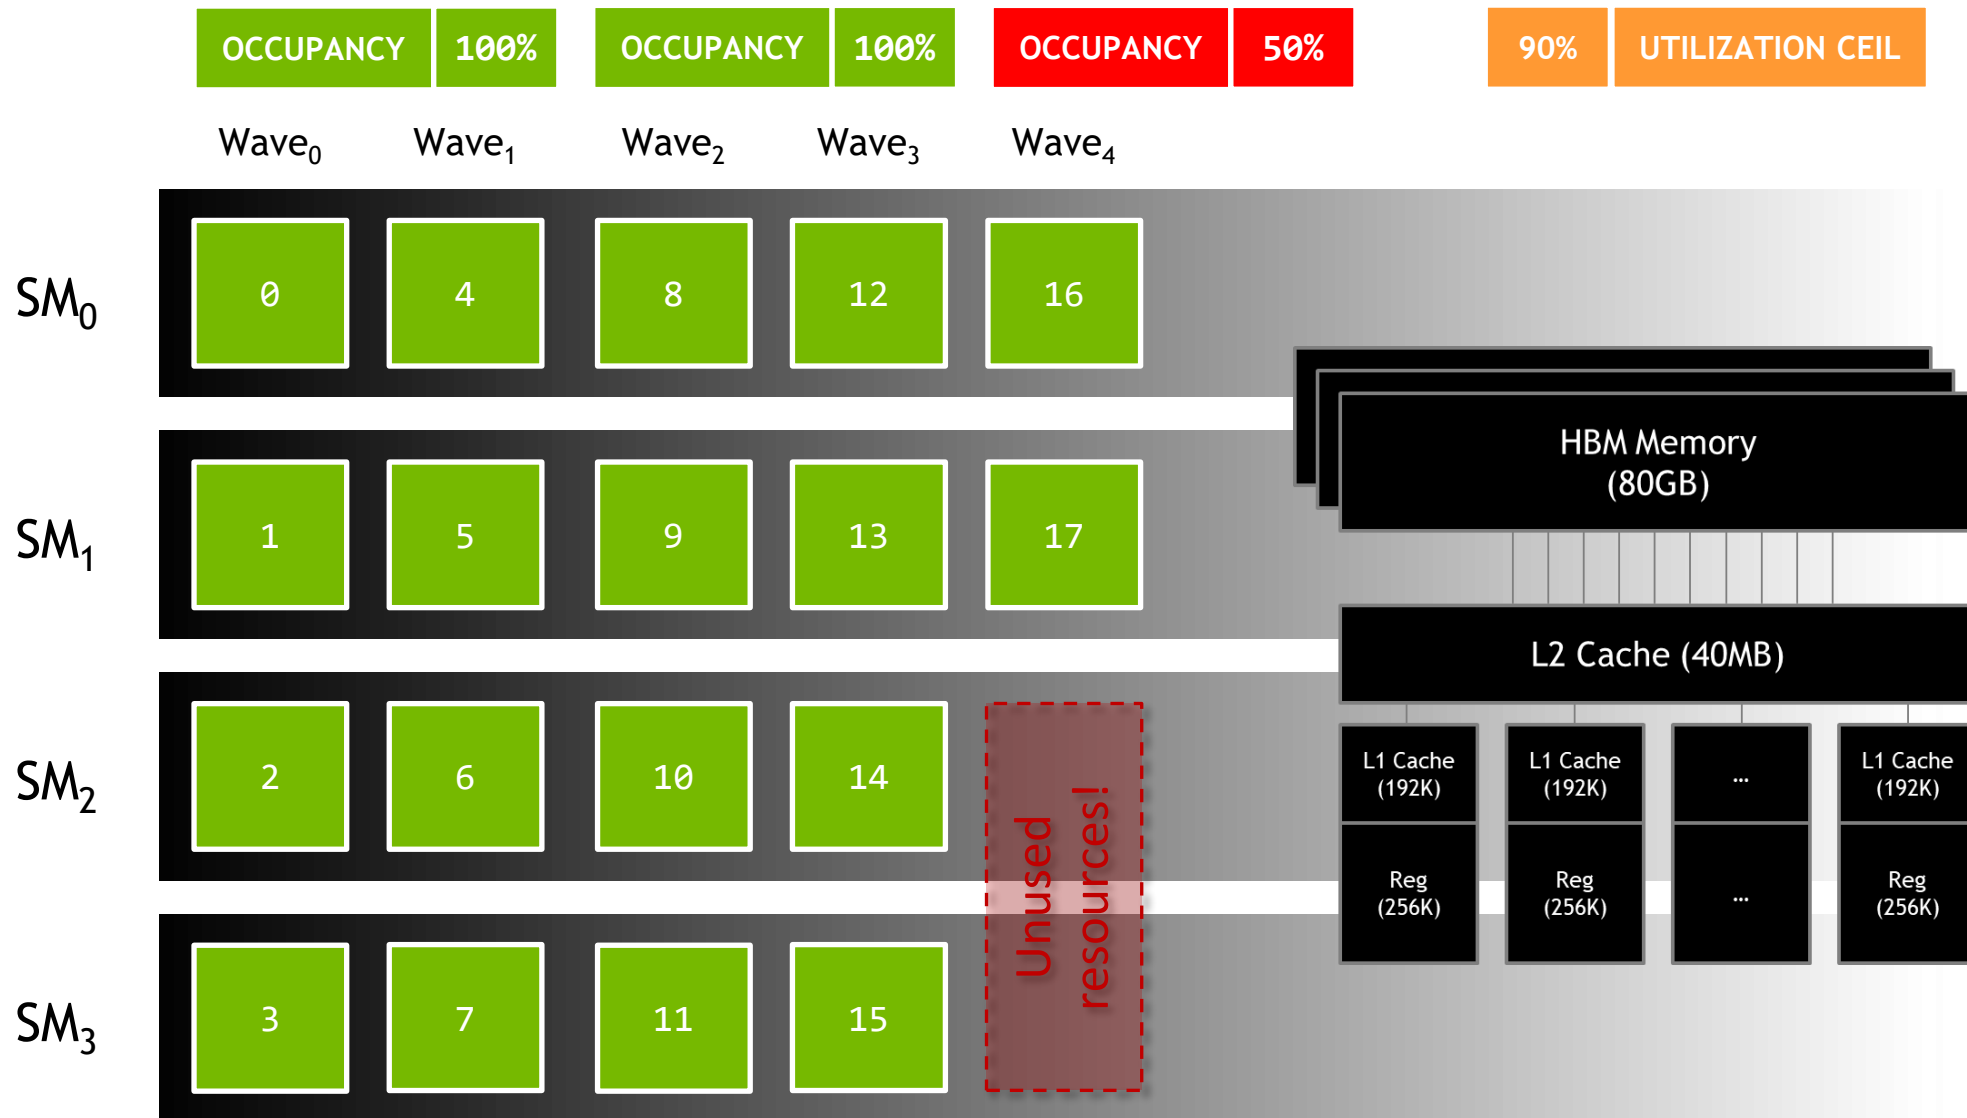 OCCUPANCY 100% OCCUPANCY 100% OCCUPANCY 50% 90% UTILIZATION CEIL
Wave₀ Wave₁ Wave₂ Wave₃ Wave₄
SM₀ 0 4 8 12 16
SM₁ 1 5 9 13 17
SM₂ 2 6 10 14
SM₃ 3 7 11 15
Unused
resources!
HBM Memory
(80GB)
L2 Cache (40MB)
L1 Cache
(192K)
L1 Cache
(192K)
...
L1 Cache
(192K)
Reg
(256K)
Reg
(256K)
...
Reg
(256K)